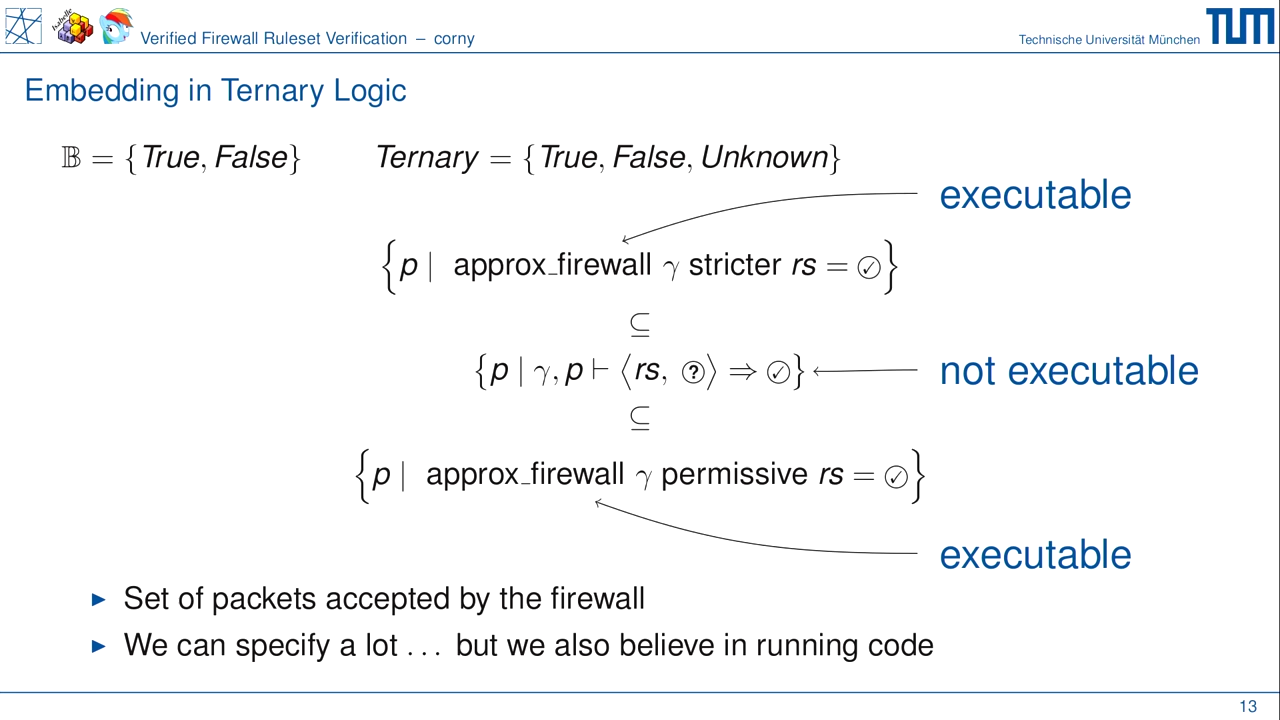 Isabelle
Verified Firewall Ruleset Verification – corny
Technische Universität München
TUM
Embedding in Ternary Logic
𝔹 = {True, False} Ternary = {True, False, Unknown}
executable
{p | approx_firewall γ stricter rs = ✓}
⊆
{p | γ, p ⊢ ⟨rs, ?⟩ ⇒ ✓}
not executable
⊆
{p | approx_firewall γ permissive rs = ✓}
executable
▶ Set of packets accepted by the firewall
▶ We can specify a lot . . . but we also believe in running code
13